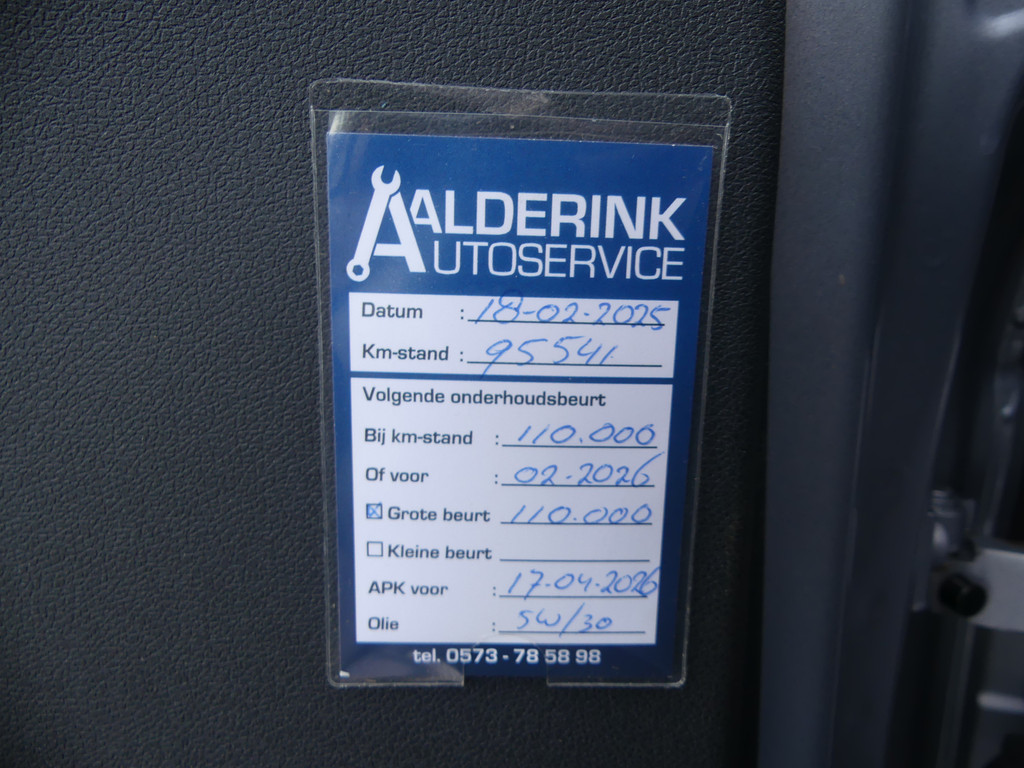 AALDERINK
AUTOSERVICE
Datum : 18-02-2025
Km-stand : 95541
Volgende onderhoudsbeurt
Bij km-stand : 110.000
Of voor : 02-2026
☒ Grote beurt 110.000
☐ Kleine beurt
APK voor : 17-04-2026
Olie : 5W/30
tel. 0573 - 78 58 98